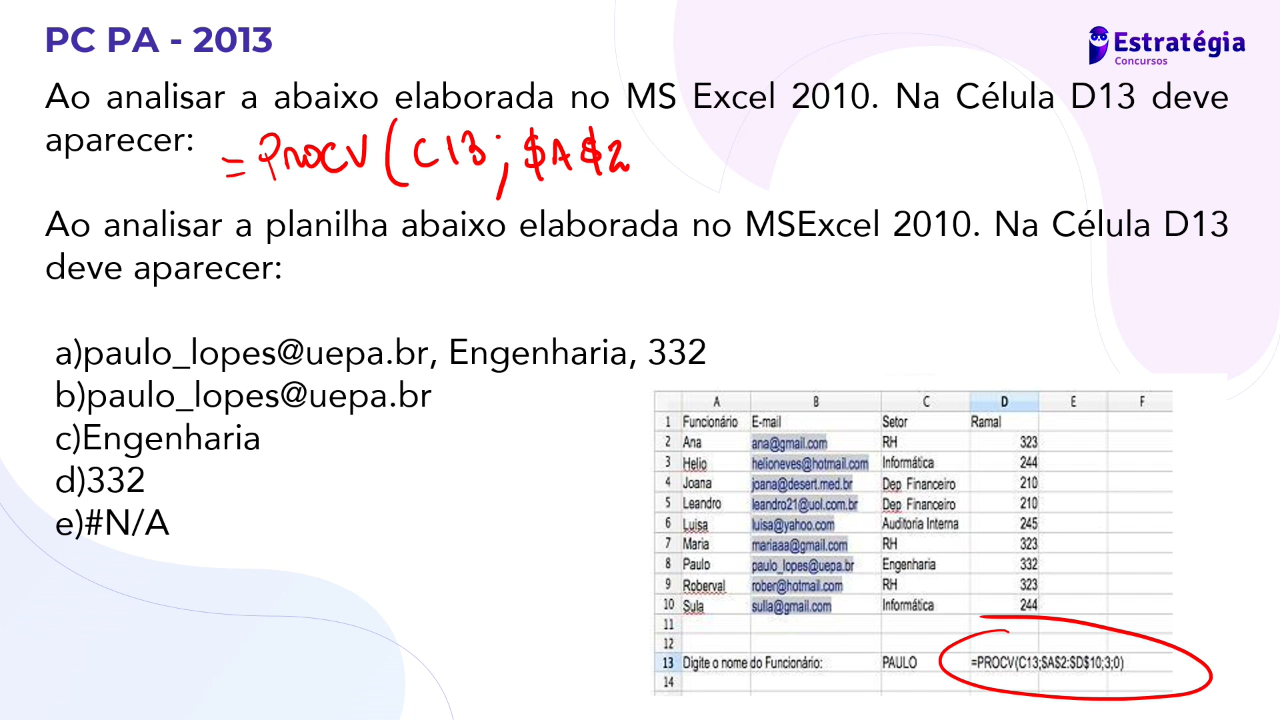 PC PA - 2013
Estratégia
Concursos
Ao analisar a abaixo elaborada no MS Excel 2010. Na Célula D13 deve
aparecer:
=PROCV(C13;$A$2
Ao analisar a planilha abaixo elaborada no MSExcel 2010. Na Célula D13
deve aparecer:
a)paulo_lopes@uepa.br, Engenharia, 332
b)paulo_lopes@uepa.br
c)Engenharia
d)332
e)#N/A
A B C D E F
1 Funcionário E-mail Setor Ramal
2 Ana ana@gmail.com RH 323
3 Helio helioneves@hotmail.com Informática 244
4 Joana joana@desert.med.br Dep Financeiro 210
5 Leandro leandro21@uol.com.br Dep Financeiro 210
6 Luisa luisa@yahoo.com Auditoria Interna 245
7 Maria mariaaa@gmail.com RH 323
8 Paulo paulo_lopes@uepa.br Engenharia 332
9 Roberval rober@hotmail.com RH 323
10 Sula sulla@gmail.com Informática 244
11
12
13 Digite o nome do Funcionário: PAULO =PROCV(C13;$A$2:$D$10;3;0)
14